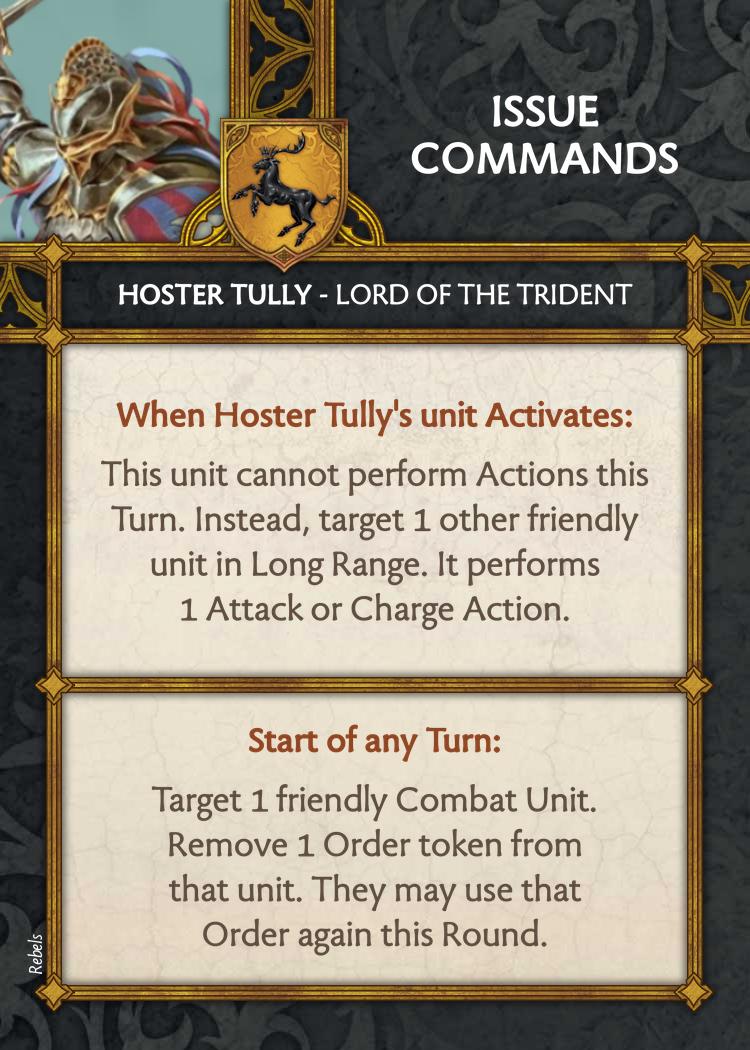 ISSUE
COMMANDS
HOSTER TULLY - LORD OF THE TRIDENT
When Hoster Tully's unit Activates:
This unit cannot perform Actions this
Turn. Instead, target 1 other friendly
unit in Long Range. It performs
1 Attack or Charge Action.
Start of any Turn:
Target 1 friendly Combat Unit.
Remove 1 Order token from
that unit. They may use that
Order again this Round.
Rebels